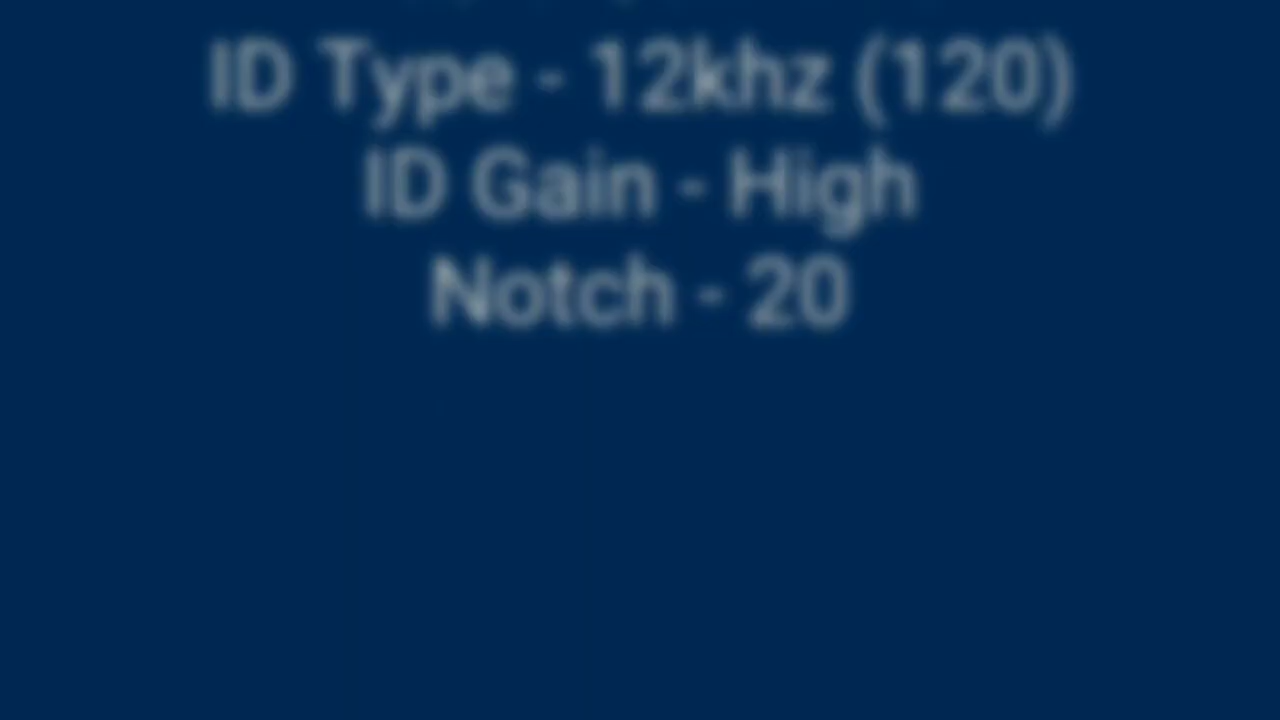 ID Type - 12khz (120)
ID Gain - High
Notch - 20